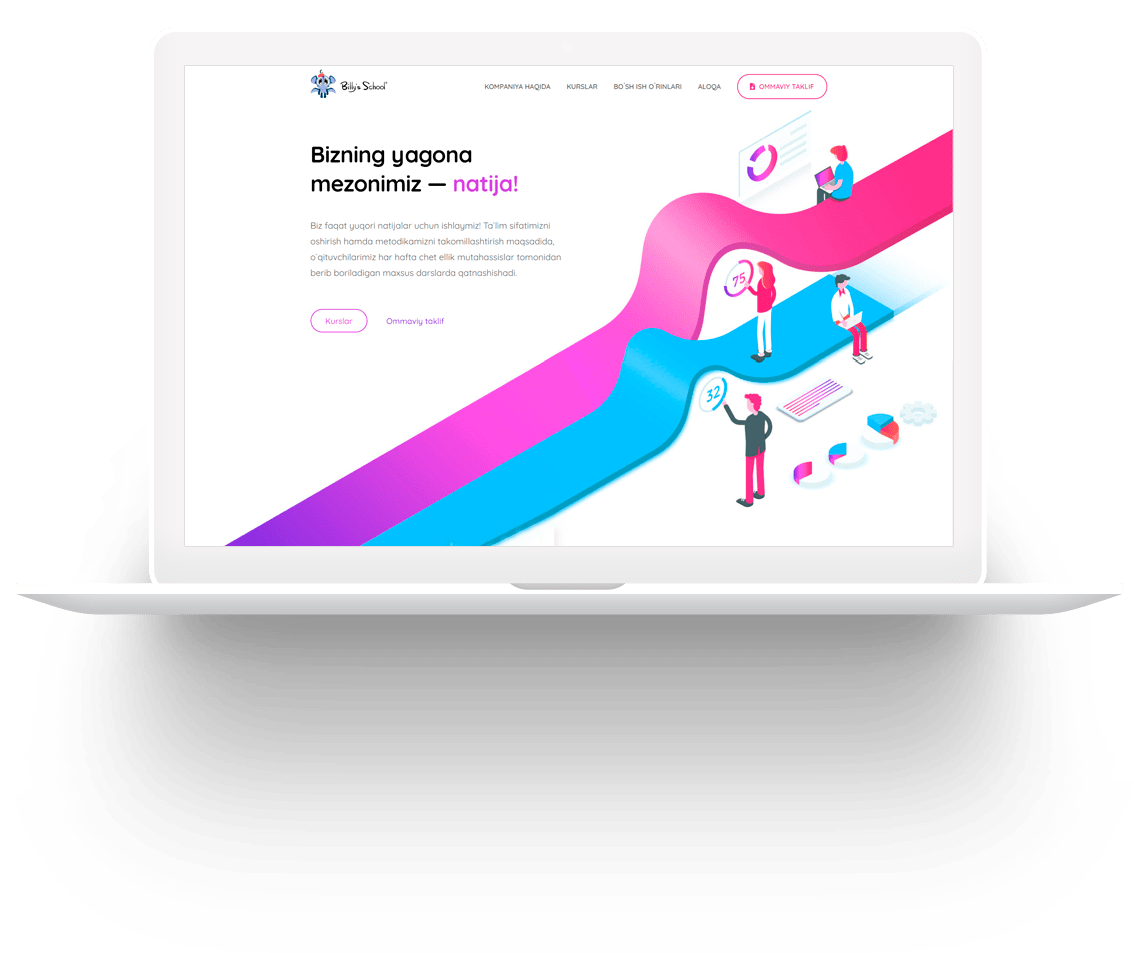 Billy's School
KOMPANIYA HAQIDA
KURSLAR
BO`SH ISH O`RINLARI
ALOQA
OMMAVIY TAKLIF
Bizning yagona
mezonimiz — natija!
Biz faqat yuqori natijalar uchun ishlaymiz! Ta`lim sifatimizni
oshirish hamda metodikamizni takomillashtirish maqsadida,
o`qituvchilarimiz har hafta chet ellik mutahassislar tomonidan
berib boriladigan maxsus darslarda qatnashishadi.
Kurslar
Ommaviy taklif
75
32